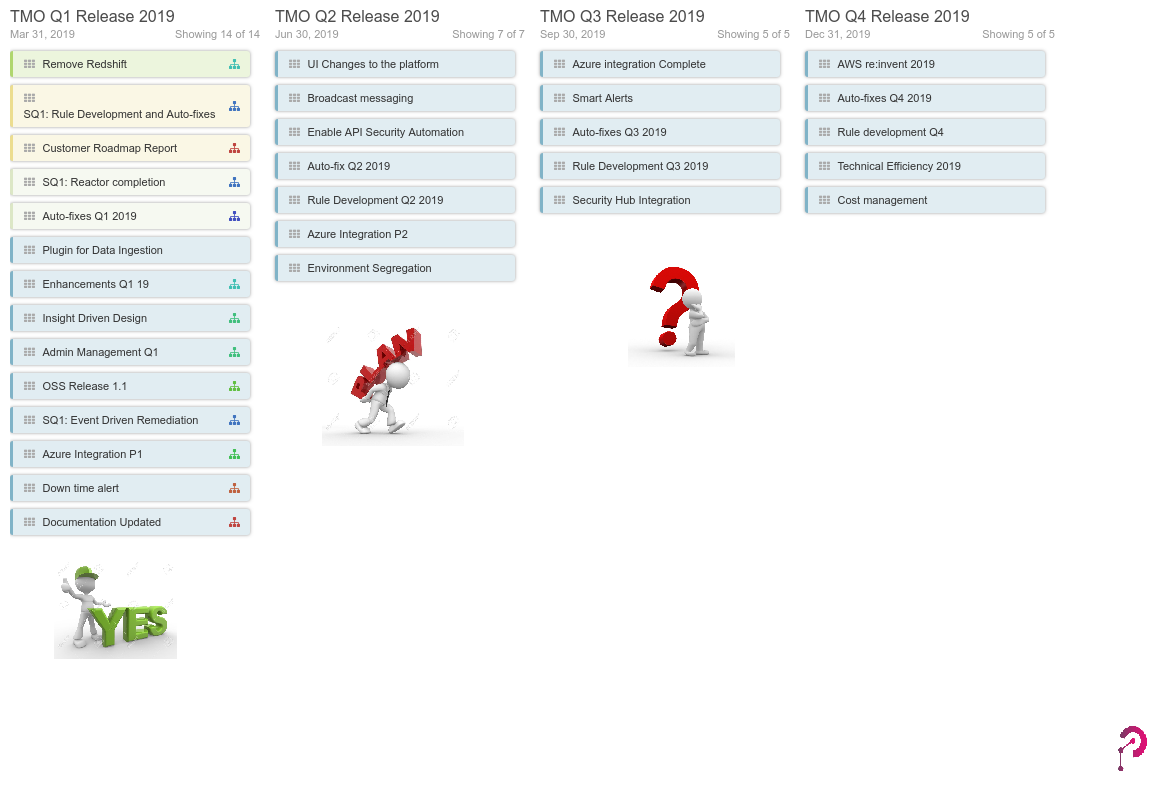 TMO Q1 Release 2019
Mar 31, 2019 Showing 14 of 14
Remove Redshift
SQ1: Rule Development and Auto-fixes
Customer Roadmap Report
SQ1: Reactor completion
Auto-fixes Q1 2019
Plugin for Data Ingestion
Enhancements Q1 19
Insight Driven Design
Admin Management Q1
OSS Release 1.1
SQ1: Event Driven Remediation
Azure Integration P1
Down time alert
Documentation Updated
YES
TMO Q2 Release 2019
Jun 30, 2019 Showing 7 of 7
UI Changes to the platform
Broadcast messaging
Enable API Security Automation
Auto-fix Q2 2019
Rule Development Q2 2019
Azure Integration P2
Environment Segregation
PLAN
TMO Q3 Release 2019
Sep 30, 2019 Showing 5 of 5
Azure integration Complete
Smart Alerts
Auto-fixes Q3 2019
Rule Development Q3 2019
Security Hub Integration
?
TMO Q4 Release 2019
Dec 31, 2019 Showing 5 of 5
AWS re:invent 2019
Auto-fixes Q4 2019
Rule development Q4
Technical Efficiency 2019
Cost management